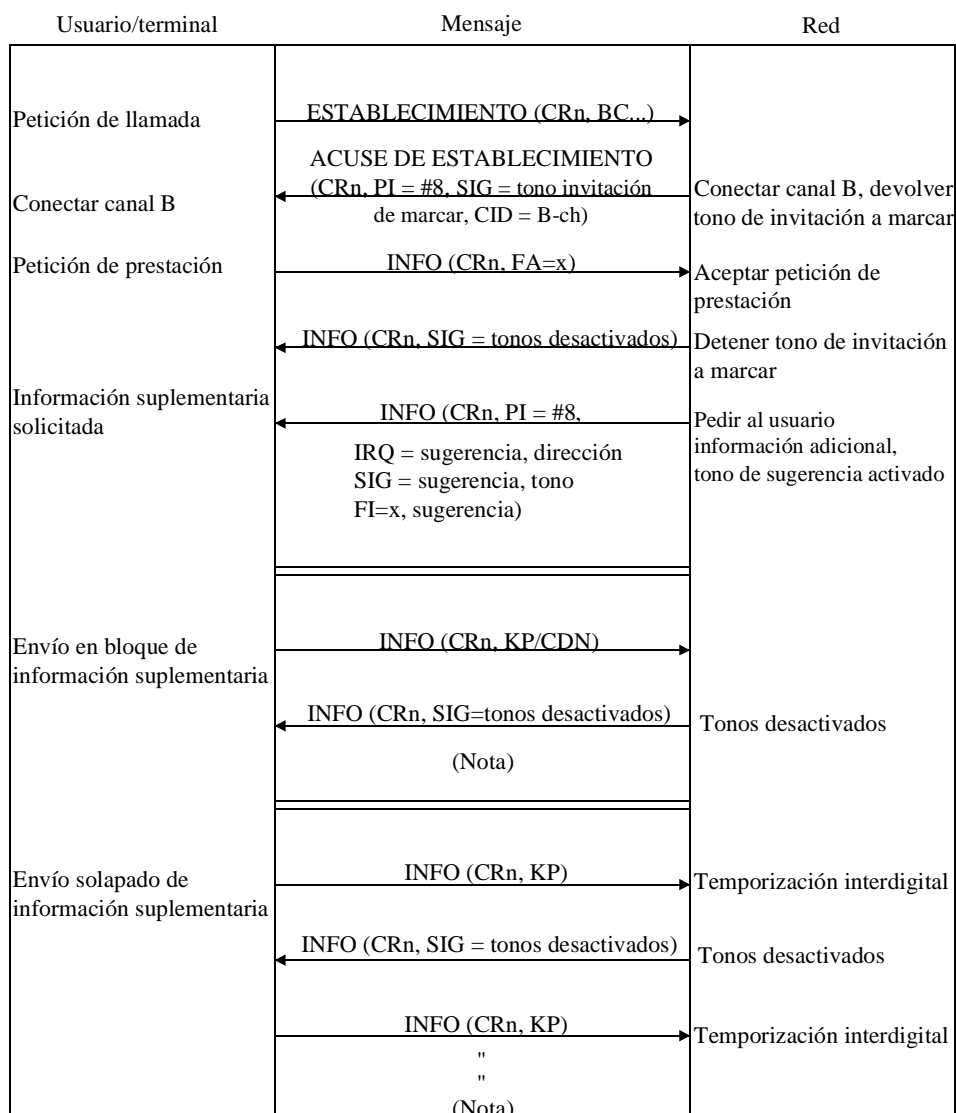 Usuario/terminal
Mensaje
Red
Petición de llamada
ESTABLECIMIENTO (CRn, BC...)
ACUSE DE ESTABLECIMIENTO
(CRn, PI = #8, SIG = tono invitación
de marcar, CID = B-ch)
Conectar canal B
Conectar canal B, devolver
tono de invitación a marcar
Petición de prestación
INFO (CRn, FA=x)
Aceptar petición de
prestación
INFO (CRn, SIG = tonos desactivados)
Detener tono de invitación
a marcar
Información suplementaria
solicitada
INFO (CRn, PI = #8,
IRQ = sugerencia, dirección
SIG = sugerencia, tono
FI=x, sugerencia)
Pedir al usuario
información adicional,
tono de sugerencia activado
Envío en bloque de
información suplementaria
INFO (CRn, KP/CDN)
INFO (CRn, SIG=tonos desactivados)
Tonos desactivados
(Nota)
Envío solapado de
información suplementaria
INFO (CRn, KP)
Temporización interdigital
INFO (CRn, SIG = tonos desactivados)
Tonos desactivados
INFO (CRn, KP)
Temporización interdigital
"
"
(Nota)